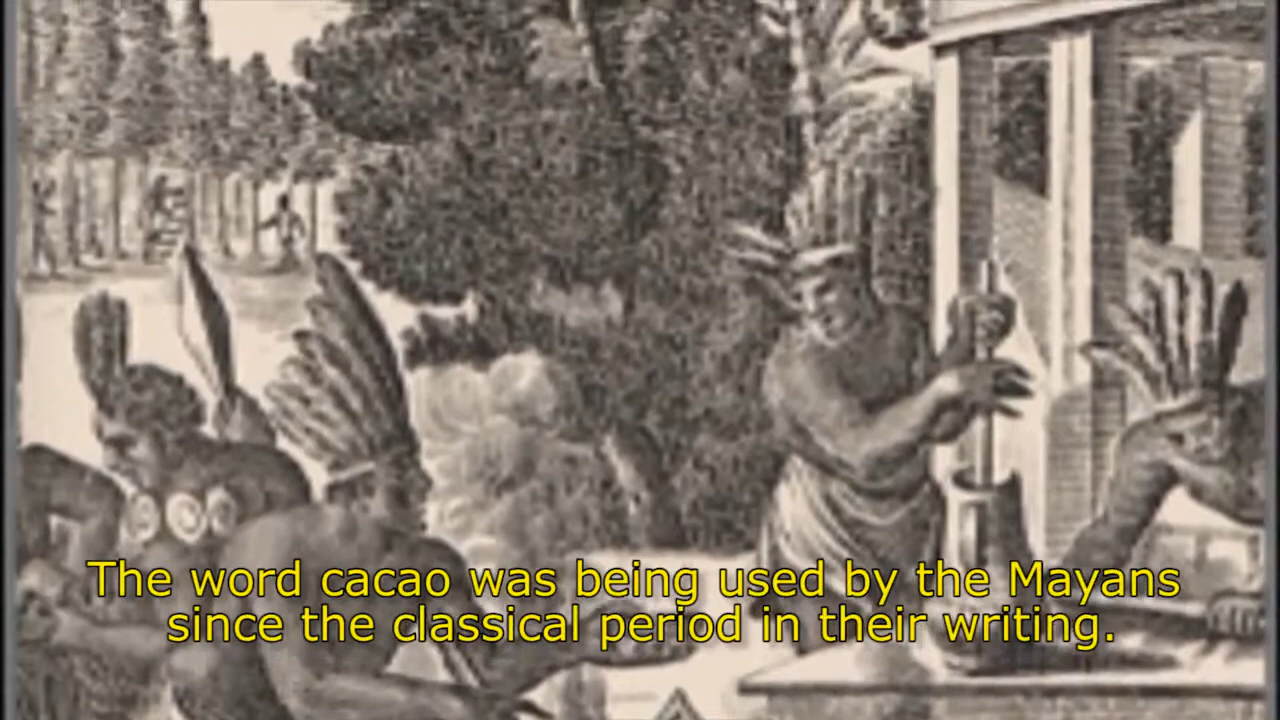 The word cacao was being used by the Mayans
since the classical period in their writing.